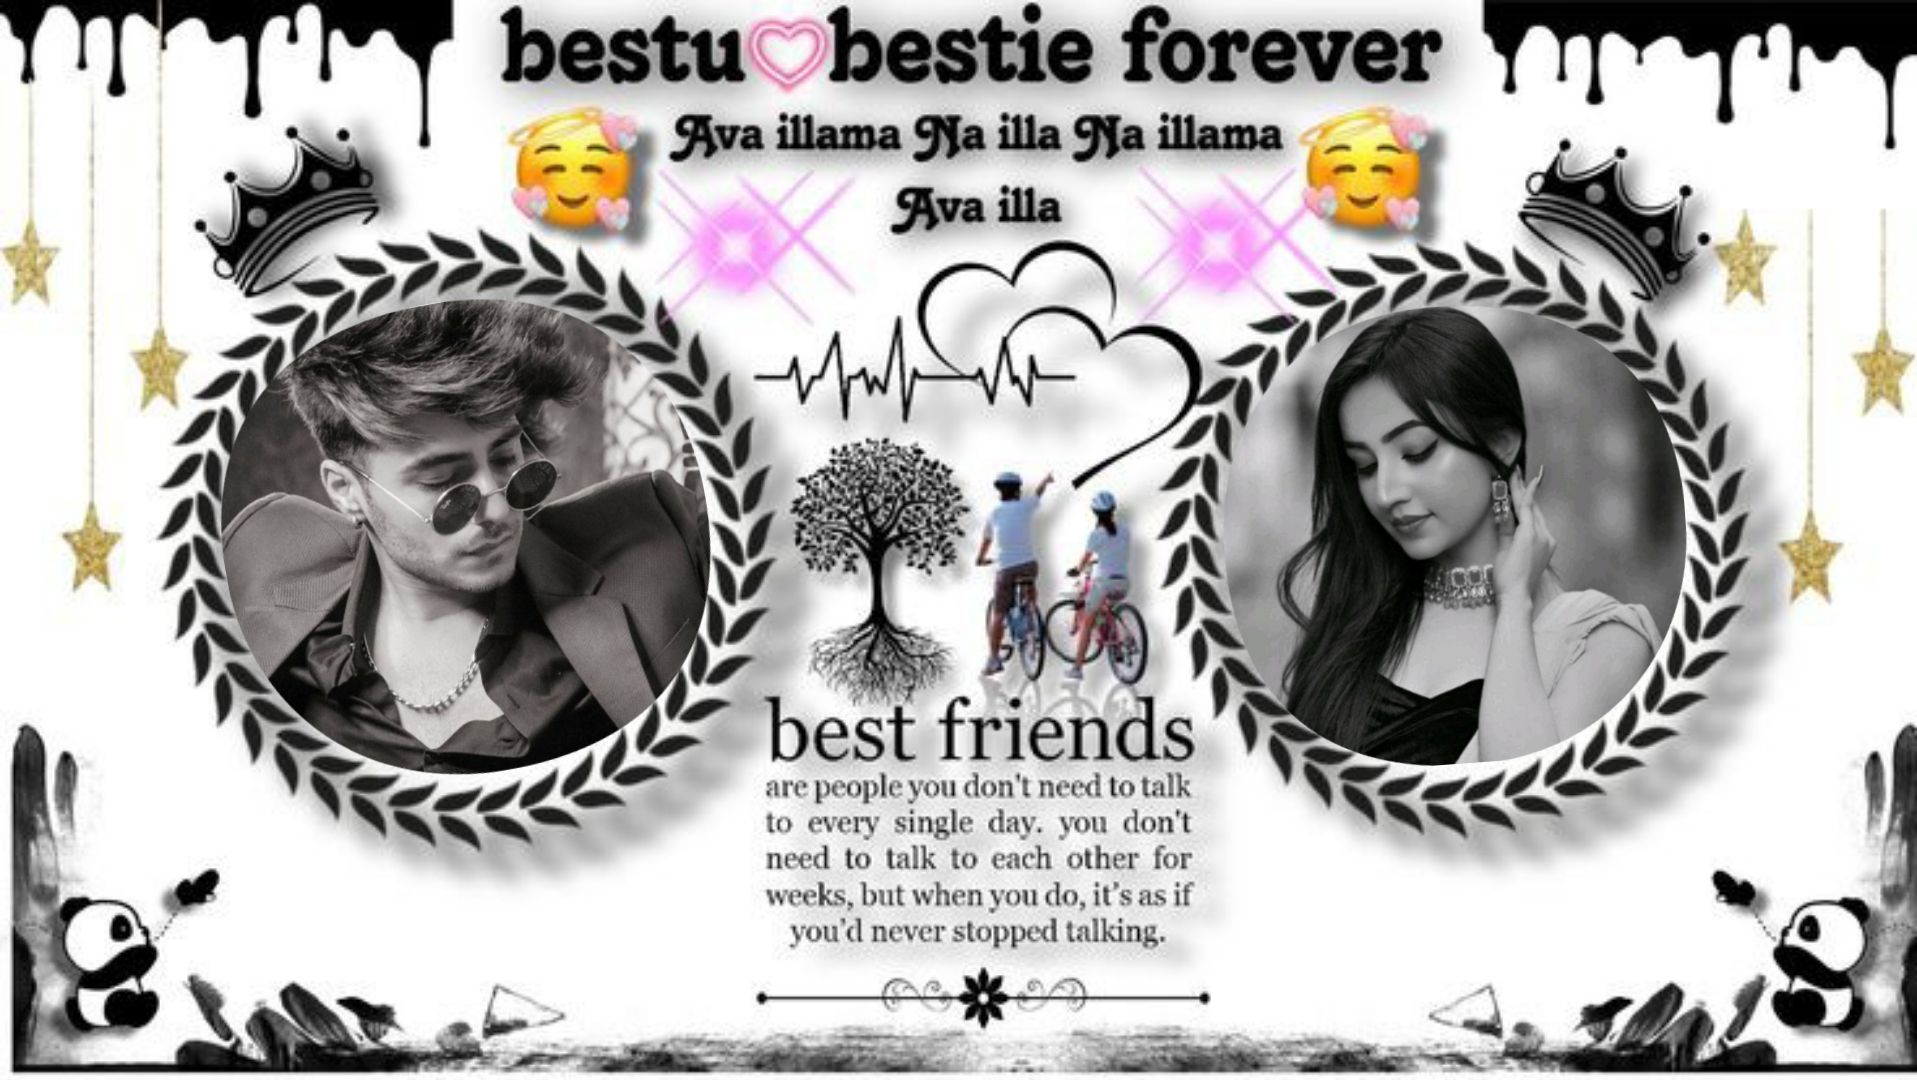 bestu🩷bestie forever
Ava illama Na illa Na illama
Ava illa
best friends
are people you don't need to talk
to every single day. you don't
need to talk to each other for
weeks, but when you do, it's as if
you'd never stopped talking.